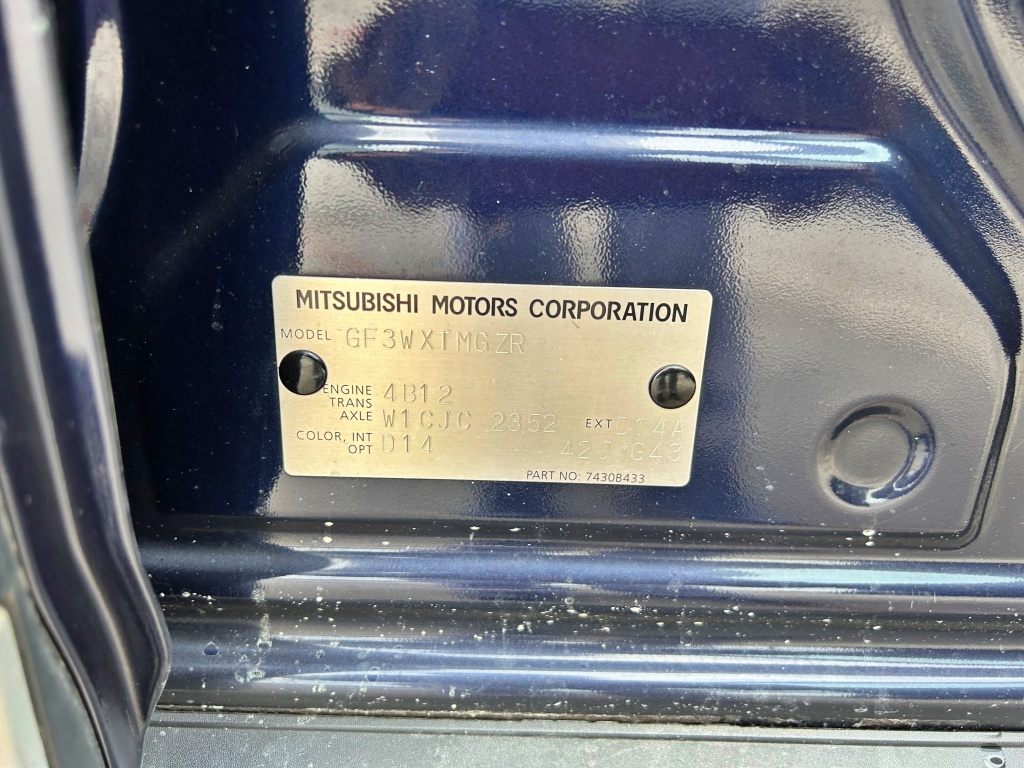 MITSUBISHI MOTORS CORPORATION
MODEL GF3WXTMGZR
ENGINE 4B12
TRANS
AXLE W1CJC 2352 EXT D14A
COLOR, INT D14
OPT 42J G43
PART NO: 7430B433